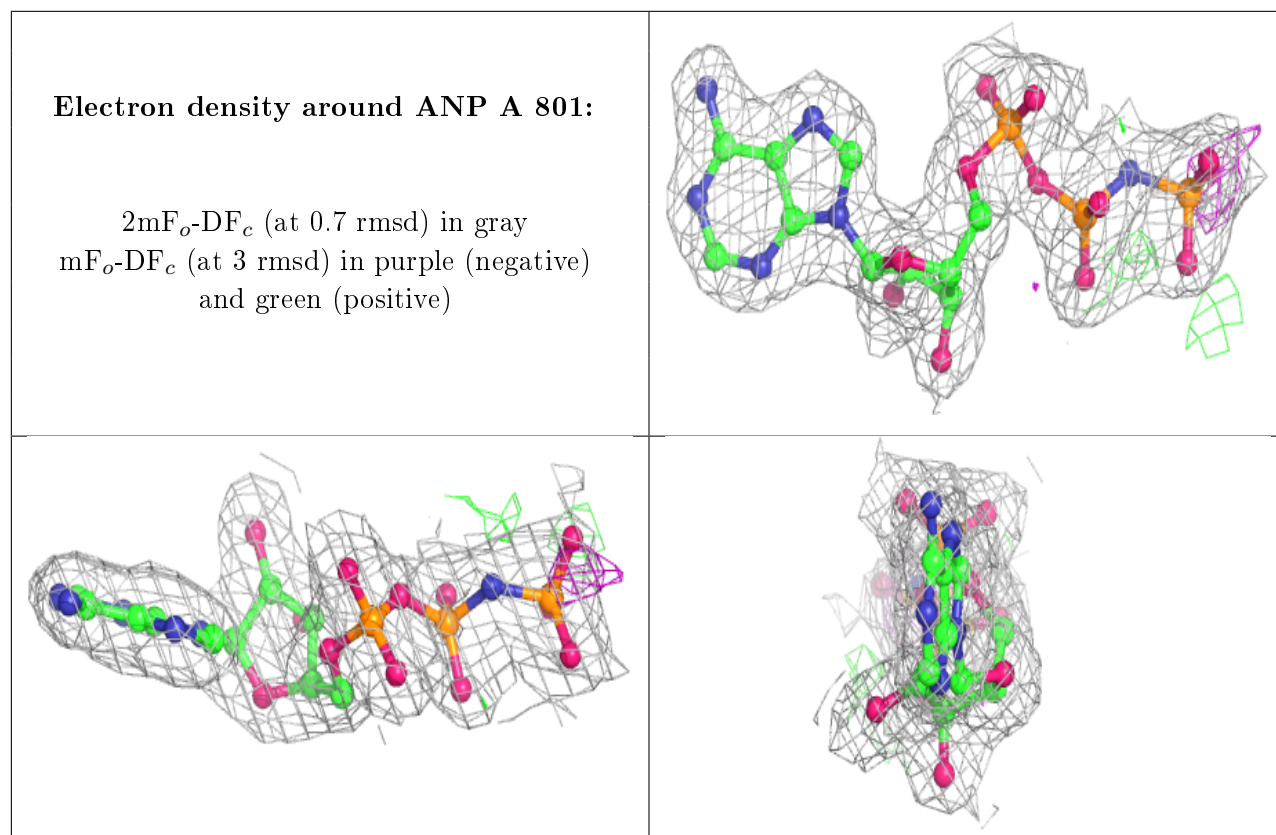 Electron density around ANP A 801:
2mFₒ-DF𝒸 (at 0.7 rmsd) in gray
mFₒ-DF𝒸 (at 3 rmsd) in purple (negative)
and green (positive)